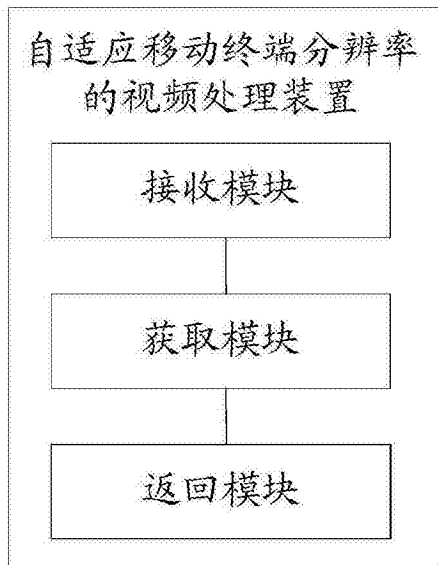 自适应移动终端分辨率
的视频处理装置
接收模块
获取模块
返回模块